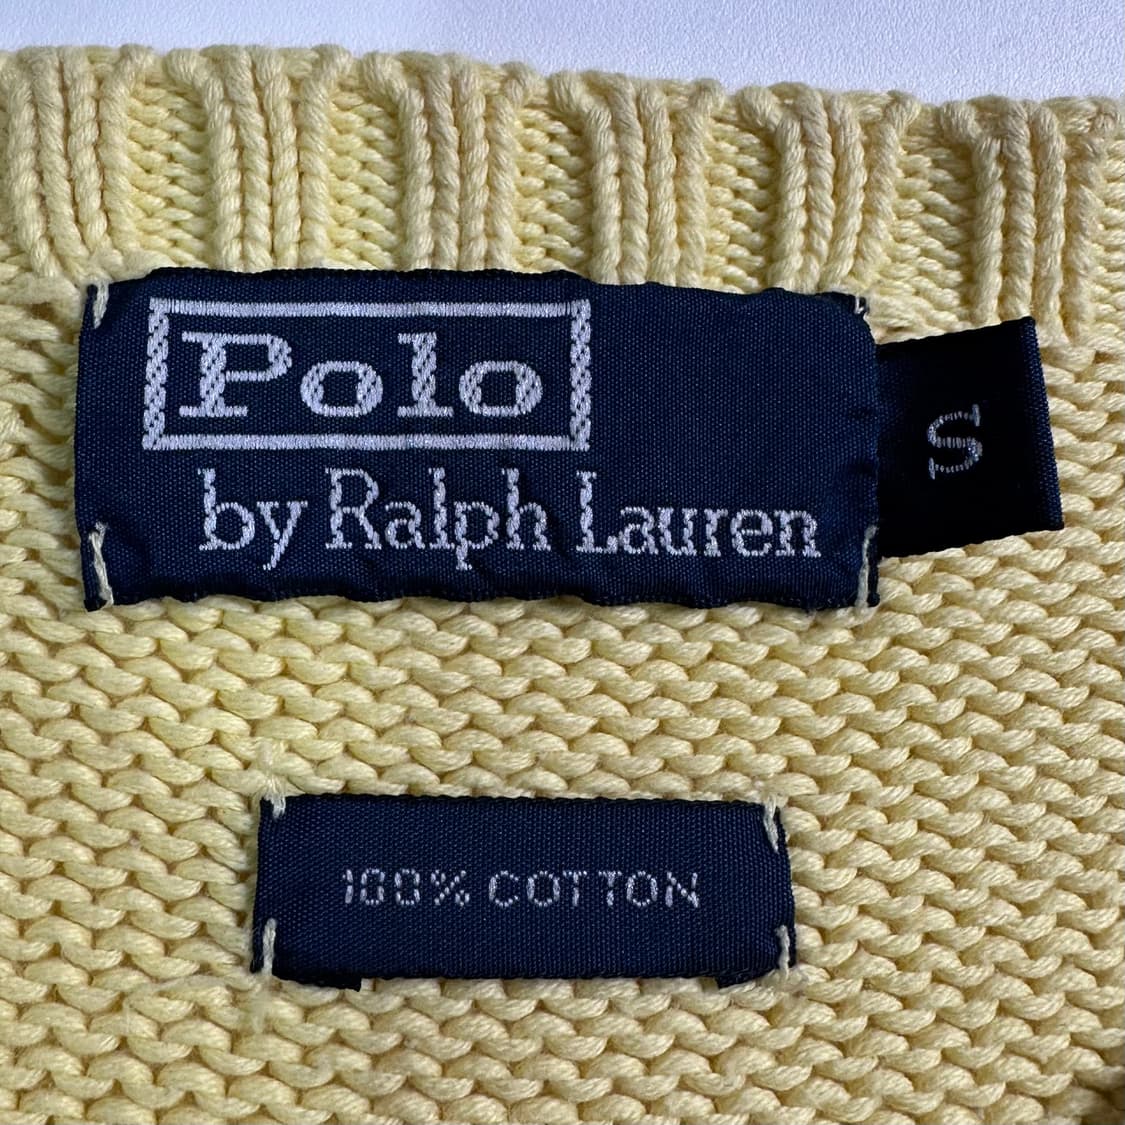 Polo
by Ralph Lauren
S
100% COTTON